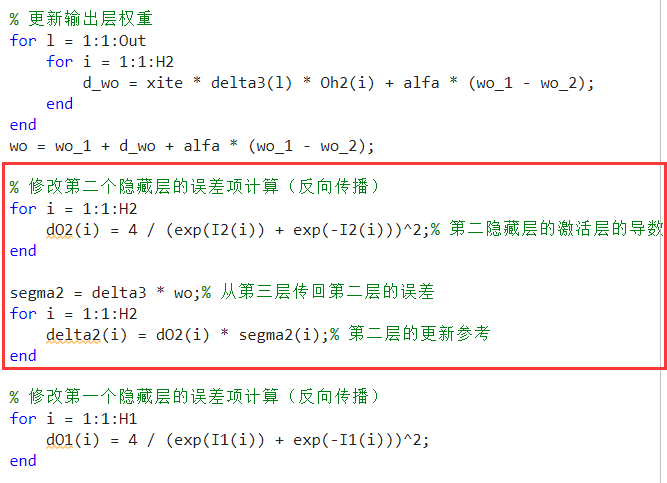 % 更新输出层权重
for l = 1:1:Out
    for i = 1:1:H2
        d_wo = xite * delta3(l) * Oh2(i) + alfa * (wo_1 - wo_2);
    end
end
wo = wo_1 + d_wo + alfa * (wo_1 - wo_2);
% 修改第二个隐藏层的误差项计算（反向传播）
for i = 1:1:H2
    dO2(i) = 4 / (exp(I2(i)) + exp(-I2(i)))^2;% 第二隐藏层的激活层的导数
end
segma2 = delta3 * wo;% 从第三层传回第二层的误差
for i = 1:1:H2
    delta2(i) = dO2(i) * segma2(i);% 第二层的更新参考
end
% 修改第一个隐藏层的误差项计算（反向传播）
for i = 1:1:H1
    dO1(i) = 4 / (exp(I1(i)) + exp(-I1(i)))^2;
end